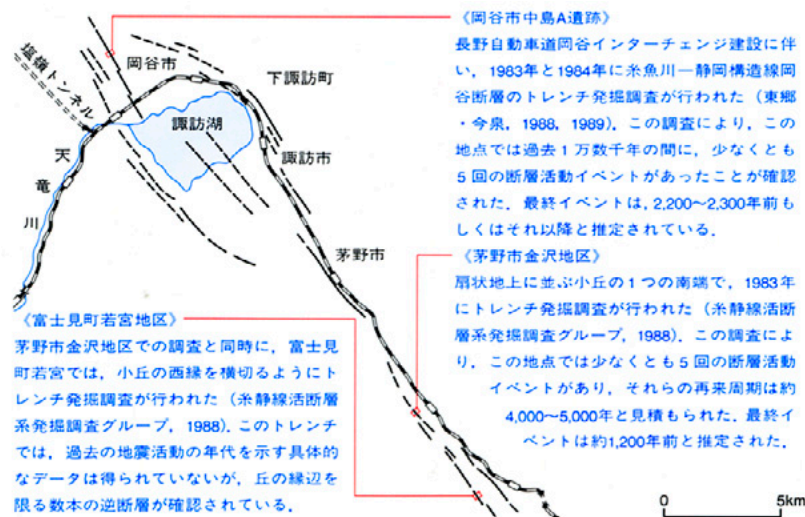 《岡谷市中島A遺跡》
長野自動車道岡谷インターチェンジ建設に伴
い，1983年と1984年に糸魚川―静岡構造線岡
谷断層のトレンチ発掘調査が行われた（東郷
・今泉，1988，1989）．この調査により，この
地点では過去1万数千年の間に，少なくとも
5回の断層活動イベントがあったことが確認
された．最終イベントは，2,200～2,300年前も
しくはそれ以降と推定されている．
岡谷市
塩嶺トンネル
下諏訪町
諏訪湖
諏訪市
天竜川
茅野市
《茅野市金沢地区》
扇状地上に並ぶ小丘の1つの南端で，1983年
にトレンチ発掘調査が行われた（糸静線活断
層系発掘調査グループ，1988）．この調査によ
り，この地点では少なくとも5回の断層活動
イベントがあり，それらの再来周期は約
4,000～5,000年と見積もられた．最終
イベントは約1,200年前と推定された．
《富士見町若宮地区》
茅野市金沢地区での調査と同時に，富士見
町若宮では，小丘の西縁を横切るようにト
レンチ発掘調査が行われた（糸静線活断層
系発掘調査グループ，1988）．このトレンチ
では，過去の地震活動の年代を示す具体的
なデータは得られていないが，丘の縁辺を
限る数本の逆断層が確認されている．
0 5km